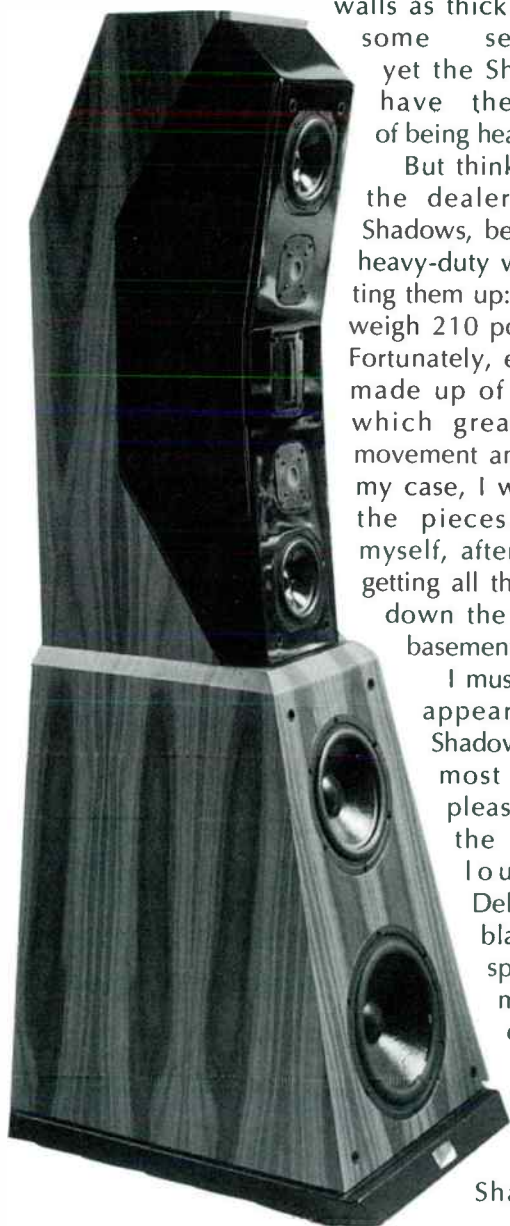 walls as thick
some se
yet the Sh
have the
of being hea
But think
the dealer
Shadows, be
heavy-duty v
ting them up:
weigh 210 po
Fortunately, e
made up of
which grea
movement an
my case, I w
the pieces
myself, after
getting all th
down the
basemen
I mus
appear
Shadow
most
pleas
the
lou
Del
bla
sp
m
Sha